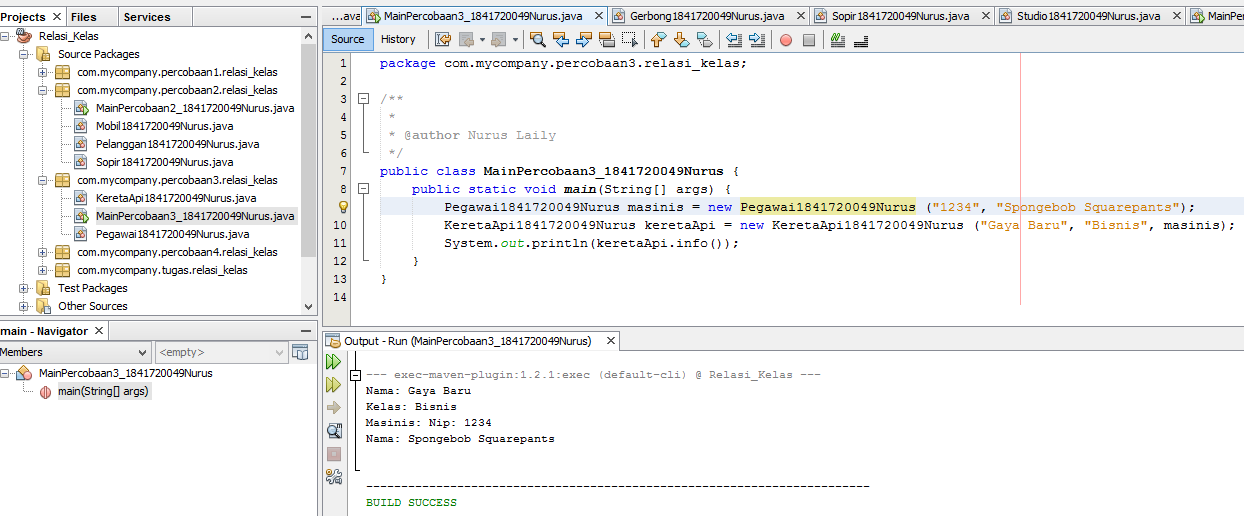 Projects
Files
Services
Relasi_Kelas
Source Packages
com.mycompany.percobaan1.relasi_kelas
com.mycompany.percobaan2.relasi_kelas
MainPercobaan2_1841720049Nurus.java
Mobil1841720049Nurus.java
Pelanggan1841720049Nurus.java
Sopir1841720049Nurus.java
com.mycompany.percobaan3.relasi_kelas
KeretaApi1841720049Nurus.java
MainPercobaan3_1841720049Nurus.java
Pegawai1841720049Nurus.java
com.mycompany.percobaan4.relasi_kelas
com.mycompany.tugas.relasi_kelas
Test Packages
Other Sources
main - Navigator
Members
<empty>
MainPercobaan3_1841720049Nurus
main(String[] args)
...ava
MainPercobaan3_1841720049Nurus.java
Gerbong1841720049Nurus.java
Sopir1841720049Nurus.java
Studio1841720049Nurus.java
MainPer
Source
History
1 package com.mycompany.percobaan3.relasi_kelas;
2
3 /**
4 *
5 * @author Nurus Laily
6 */
7 public class MainPercobaan3_1841720049Nurus {
8 public static void main(String[] args) {
Pegawai1841720049Nurus masinis = new Pegawai1841720049Nurus ("1234", "Spongebob Squarepants");
10 KeretaApi1841720049Nurus keretaApi = new KeretaApi1841720049Nurus ("Gaya Baru", "Bisnis", masinis);
11 System.out.println(keretaApi.info());
12 }
13 }
14
Output - Run (MainPercobaan3_1841720049Nurus)
--- exec-maven-plugin:1.2.1:exec (default-cli) @ Relasi_Kelas ---
Nama: Gaya Baru
Kelas: Bisnis
Masinis: Nip: 1234
Nama: Spongebob Squarepants
------------------------------------------------------------------------
BUILD SUCCESS